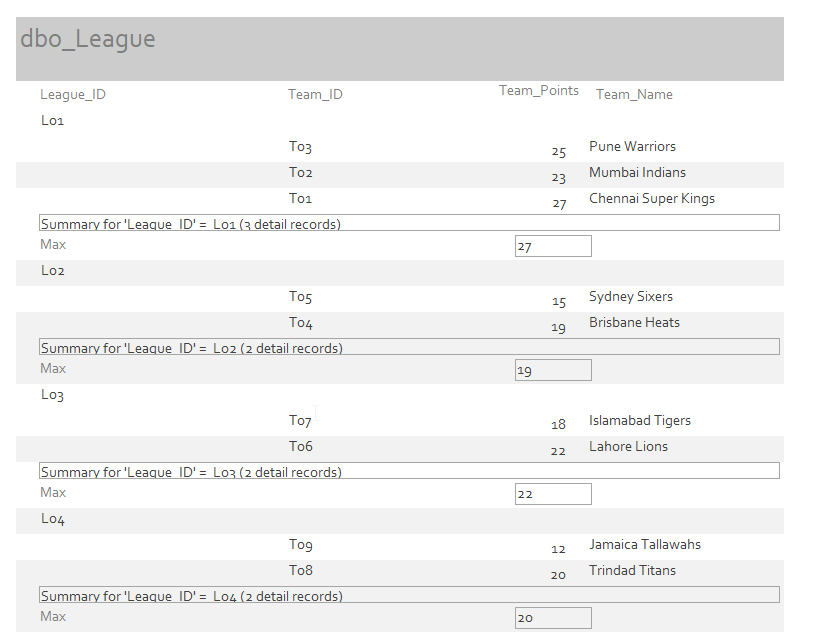 dbo_League
League_ID Team_ID Team_Points Team_Name
L01
T03 25 Pune Warriors
T02 23 Mumbai Indians
T01 27 Chennai Super Kings
Summary for 'League_ID' = L01 (3 detail records)
Max 27
L02
T05 15 Sydney Sixers
T04 19 Brisbane Heats
Summary for 'League_ID' = L02 (2 detail records)
Max 19
L03
T07 18 Islamabad Tigers
T06 22 Lahore Lions
Summary for 'League_ID' = L03 (2 detail records)
Max 22
L04
T09 12 Jamaica Tallawahs
T08 20 Trindad Titans
Summary for 'League_ID' = L04 (2 detail records)
Max 20